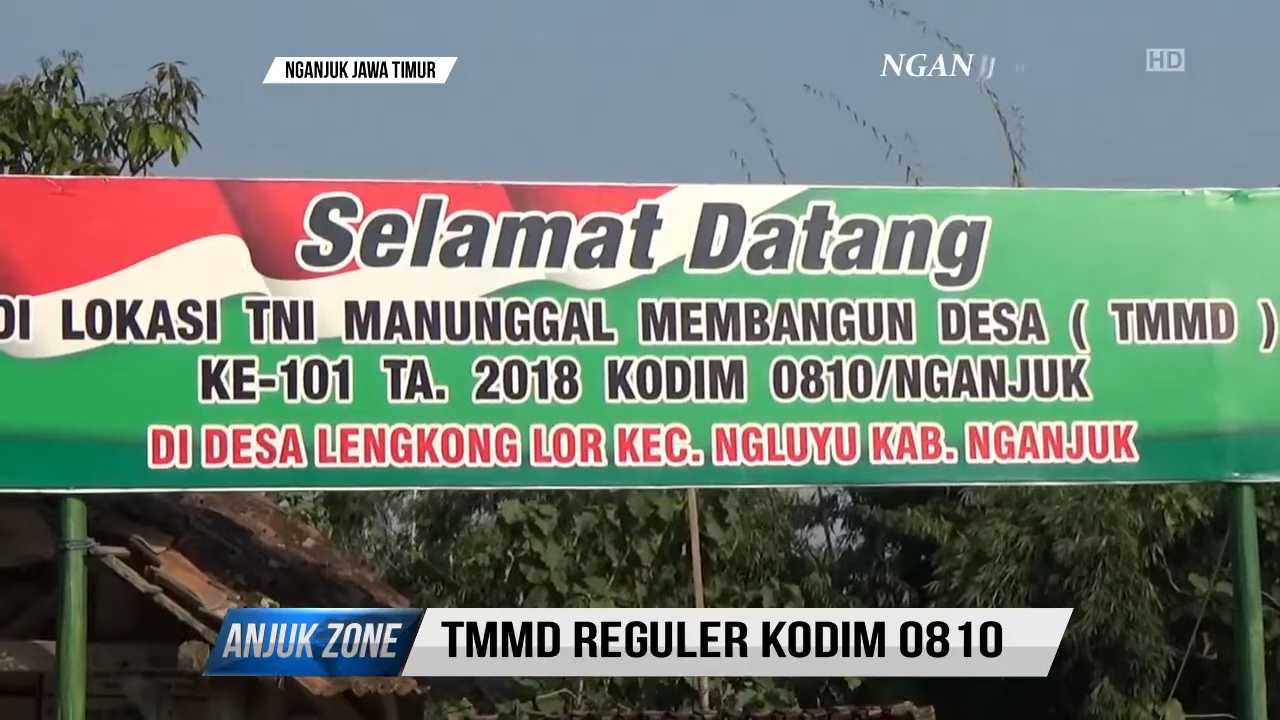 NGANJUK JAWA TIMUR
NGAN
HD
Selamat Datang
DI LOKASI TNI MANUNGGAL MEMBANGUN DESA ( TMMD )
KE-101 TA. 2018 KODIM 0810/NGANJUK
DI DESA LENGKONG LOR KEC. NGLUYU KAB. NGANJUK
ANJUK ZONE
TMMD REGULER KODIM 0810